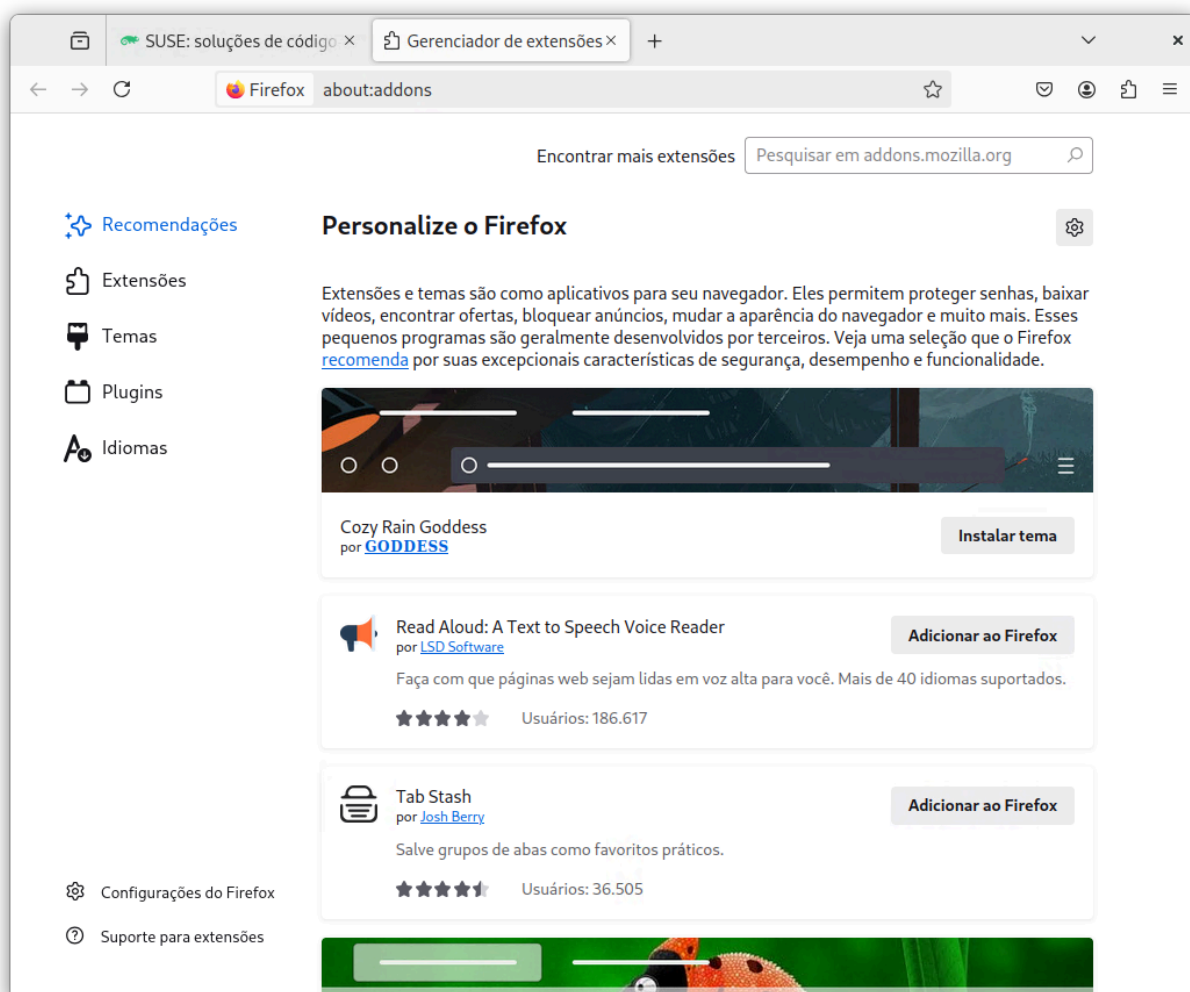 SUSE: soluções de código
Gerenciador de extensões
Firefox about:addons
Encontrar mais extensões Pesquisar em addons.mozilla.org
Recomendações
Extensões
Temas
Plugins
Idiomas
Configurações do Firefox
Suporte para extensões
Personalize o Firefox
Extensões e temas são como aplicativos para seu navegador. Eles permitem proteger senhas, baixar
vídeos, encontrar ofertas, bloquear anúncios, mudar a aparência do navegador e muito mais. Esses
pequenos programas são geralmente desenvolvidos por terceiros. Veja uma seleção que o Firefox
recomenda por suas excepcionais características de segurança, desempenho e funcionalidade.
Cozy Rain Goddess
por GODDESS
Instalar tema
Read Aloud: A Text to Speech Voice Reader
por LSD Software
Adicionar ao Firefox
Faça com que páginas web sejam lidas em voz alta para você. Mais de 40 idiomas suportados.
Usuários: 186.617
Tab Stash
por Josh Berry
Adicionar ao Firefox
Salve grupos de abas como favoritos práticos.
Usuários: 36.505